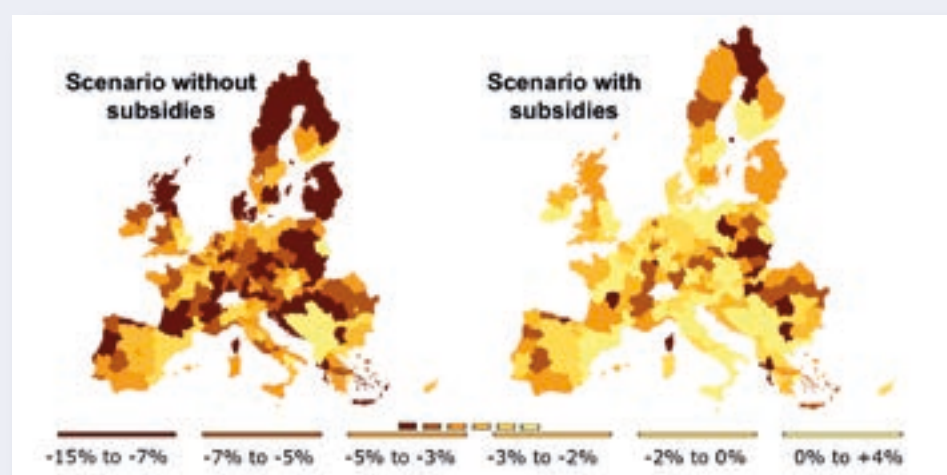 Scenario without
subsidies
Scenario with
subsidies
-15% to -7%
-7% to -5%
-5% to -3%
-3% to -2%
-2% to 0%
0% to +4%